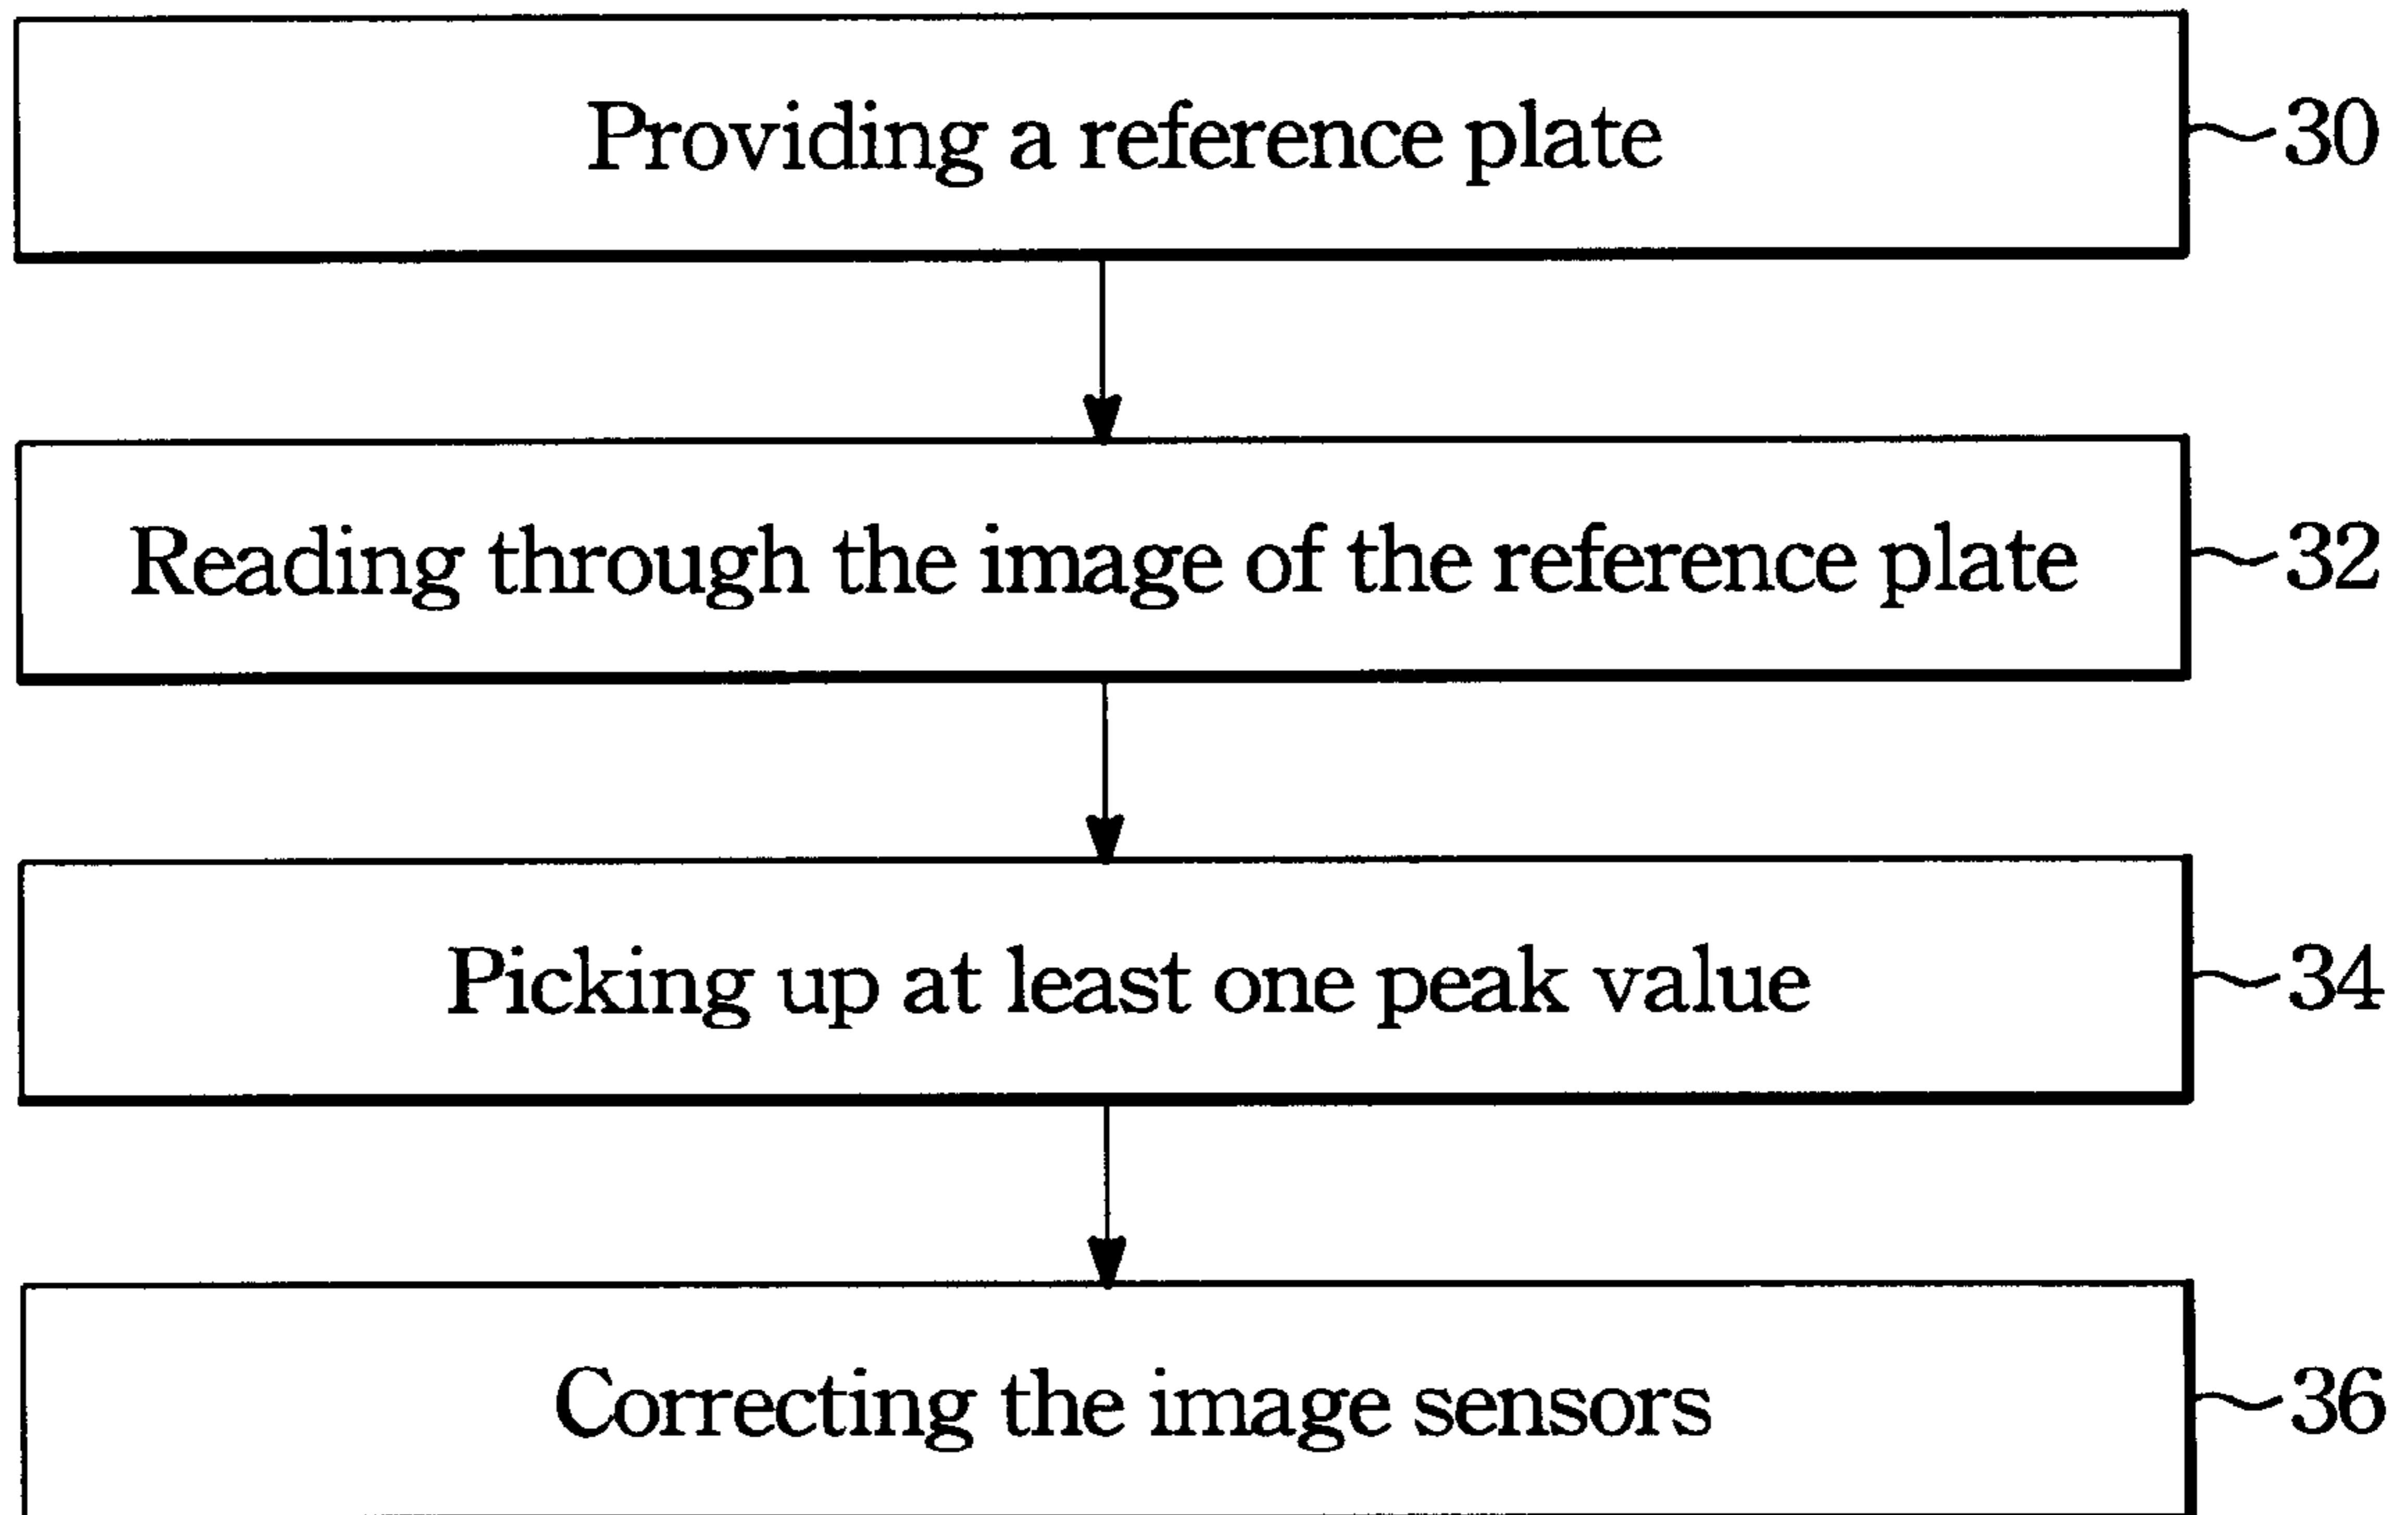 Providing a reference plate 30
Reading through the image of the reference plate 32
Picking up at least one peak value 34
Correcting the image sensors 36